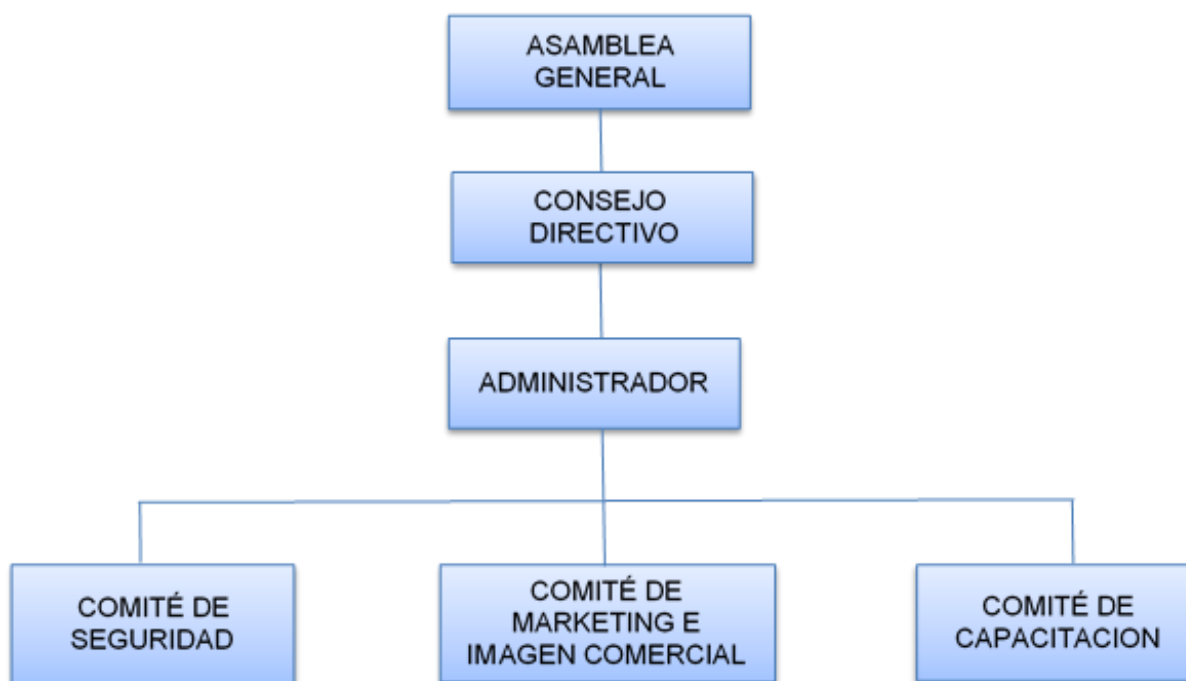 ASAMBLEA
GENERAL
CONSEJO
DIRECTIVO
ADMINISTRADOR
COMITÉ DE
SEGURIDAD
COMITÉ DE
MARKETING E
IMAGEN COMERCIAL
COMITÉ DE
CAPACITACION